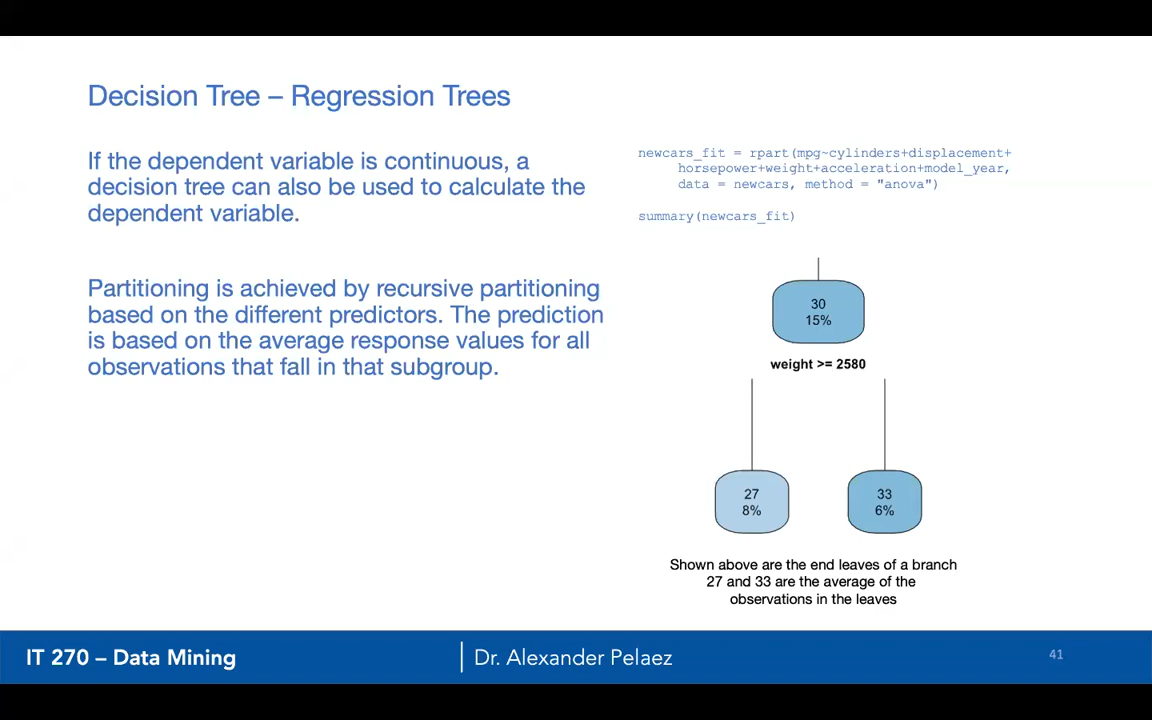 Decision Tree – Regression Trees
If the dependent variable is continuous, a
decision tree can also be used to calculate the
dependent variable.
Partitioning is achieved by recursive partitioning
based on the different predictors. The prediction
is based on the average response values for all
observations that fall in that subgroup.
newcars_fit = rpart(mpg~cylinders+displacement+
horsepower+weight+acceleration+model_year,
data = newcars, method = "anova")
summary(newcars_fit)
30
15%
weight >= 2580
27
8%
33
6%
Shown above are the end leaves of a branch
27 and 33 are the average of the
observations in the leaves
IT 270 – Data Mining
Dr. Alexander Pelaez
41